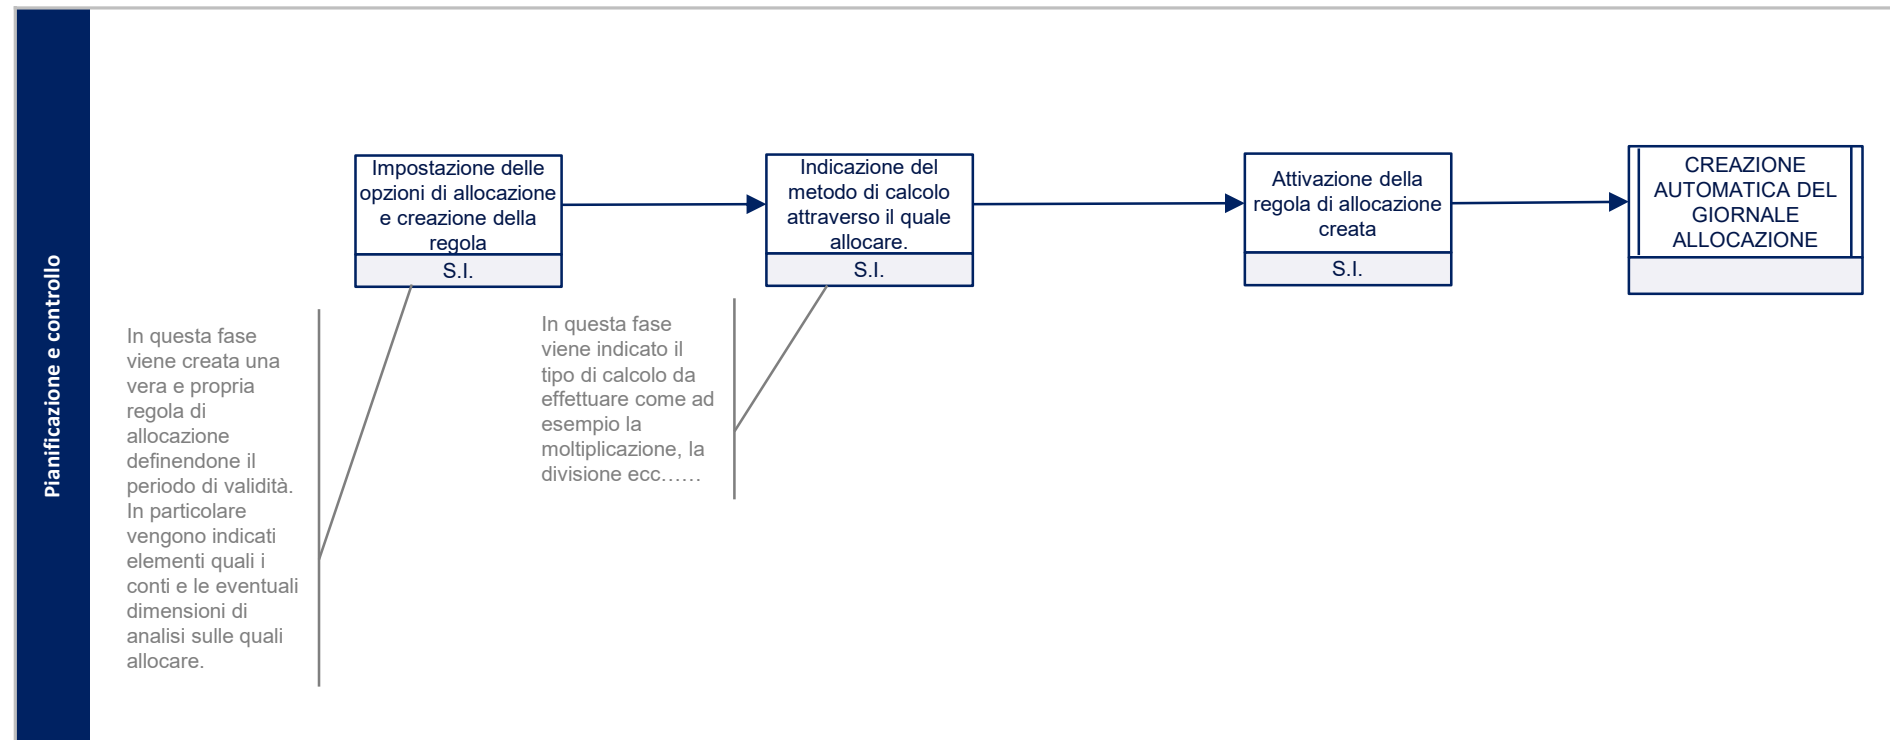 Pianificazione e controllo
Impostazione delle
opzioni di allocazione
e creazione della
regola
S.I.
Indicazione del
metodo di calcolo
attraverso il quale
allocare.
S.I.
Attivazione della
regola di allocazione
creata
S.I.
CREAZIONE
AUTOMATICA DEL
GIORNALE
ALLOCAZIONE
In questa fase
viene creata una
vera e propria
regola di
allocazione
definendone il
periodo di validità.
In particolare
vengono indicati
elementi quali i
conti e le eventuali
dimensioni di
analisi sulle quali
allocare.
In questa fase
viene indicato il
tipo di calcolo da
effettuare come ad
esempio la
moltiplicazione, la
divisione ecc……